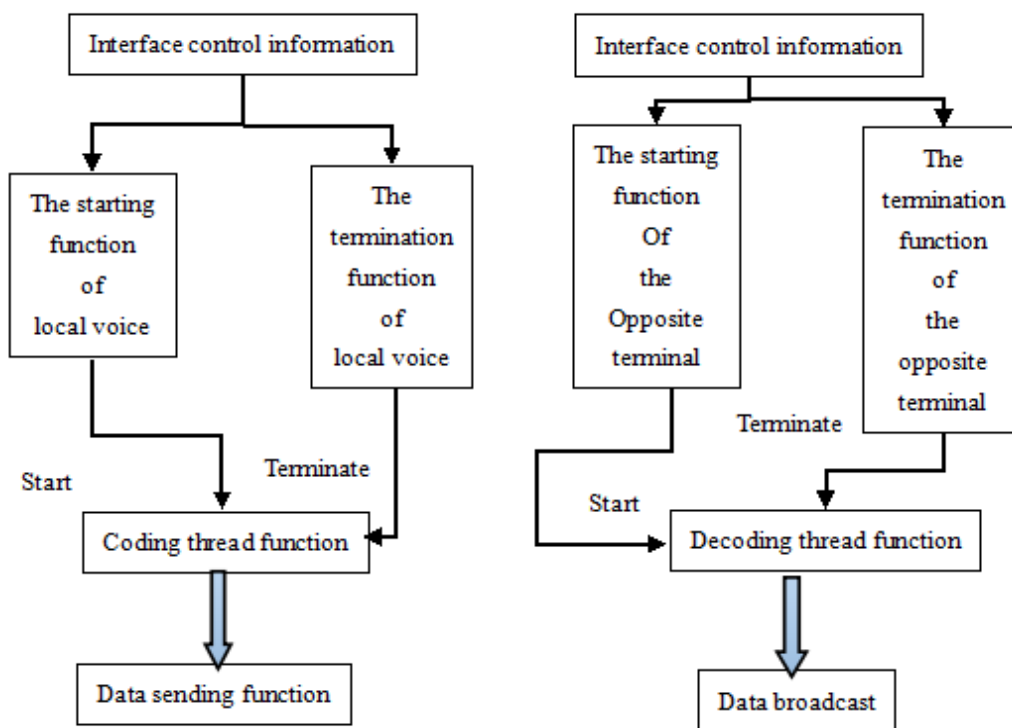 Interface control information
The starting
function
of
local voice
The
termination
function
of
local voice
Start
Terminate
Coding thread function
Data sending function
Interface control information
The starting
function
Of
the
Opposite
terminal
The
termination
function
of
the
opposite
terminal
Terminate
Start
Decoding thread function
Data broadcast